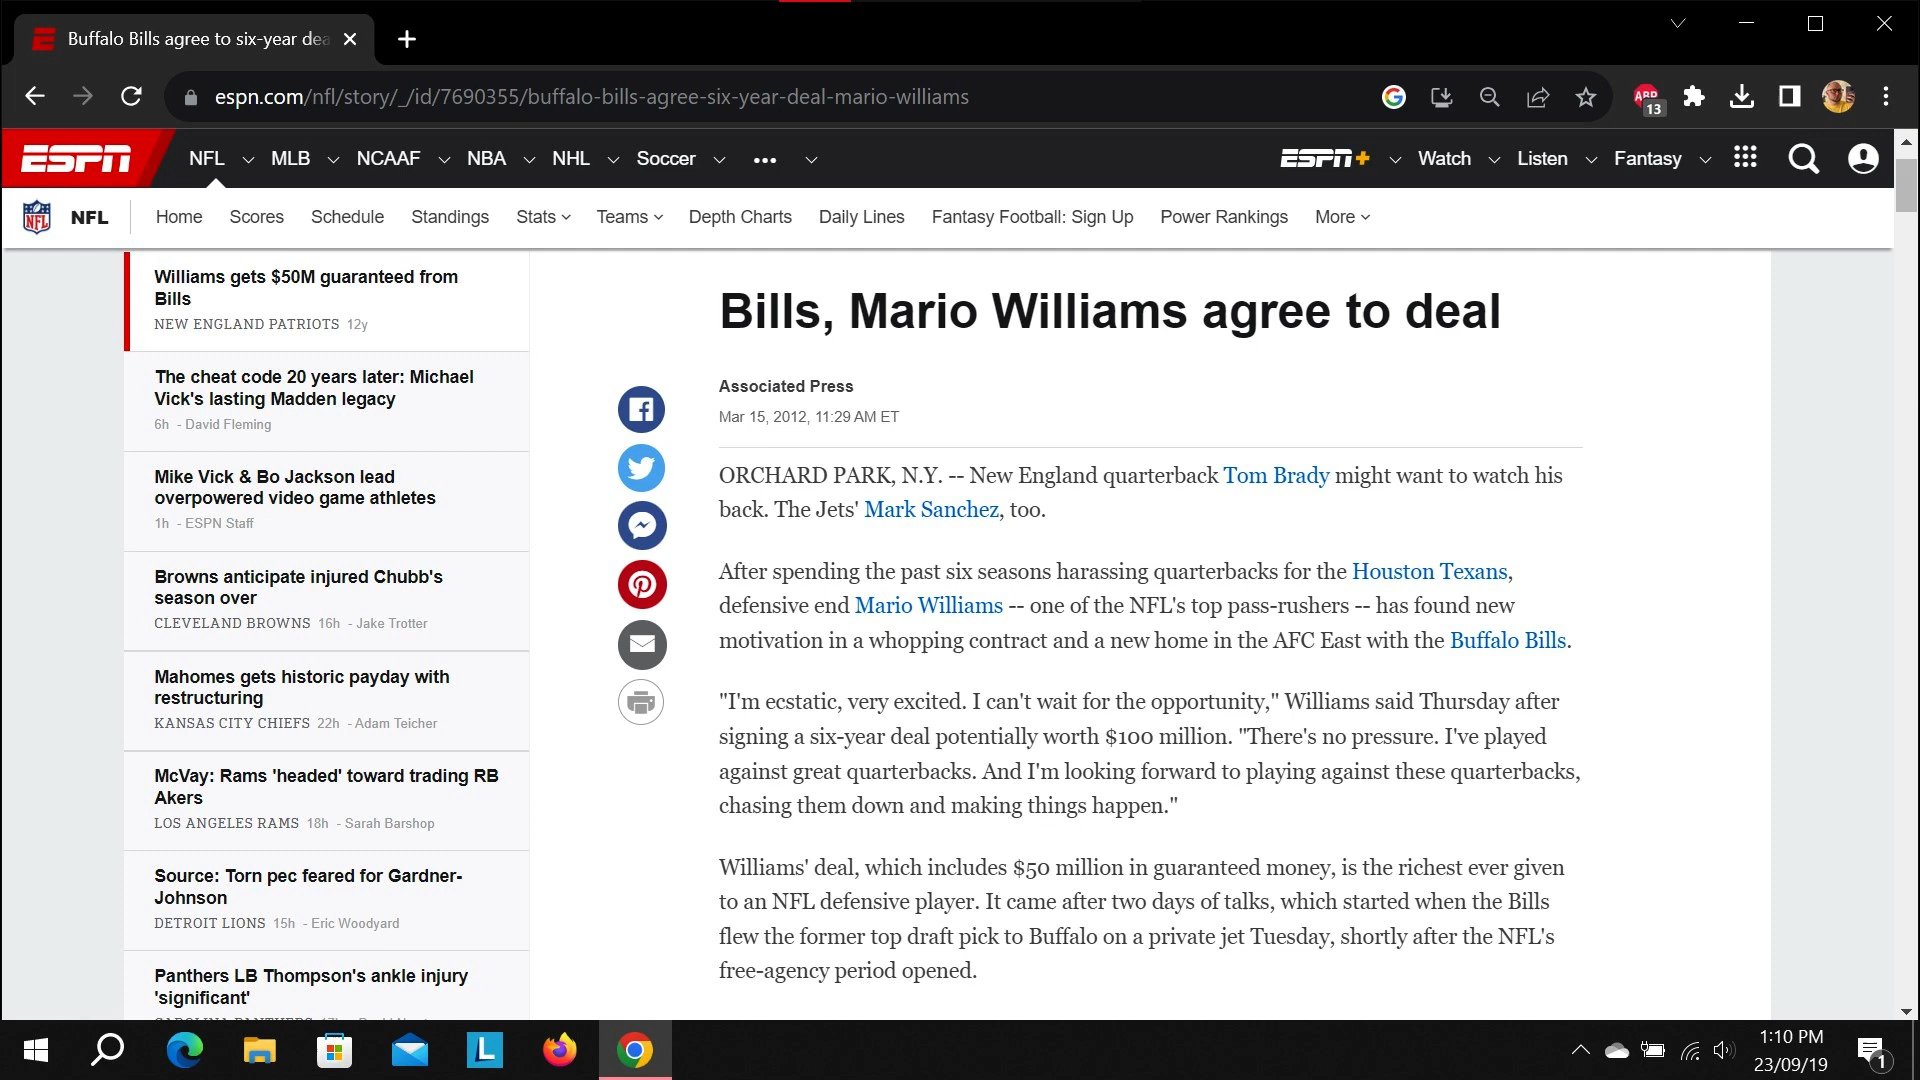 Buffalo Bills agree to six-year dea
espn.com/nfl/story/_/id/7690355/buffalo-bills-agree-six-year-deal-mario-williams
ABP
13
ESPN
NFL
MLB
NCAAF
NBA
NHL
Soccer
ESPN+
Watch
Listen
Fantasy
NFL
NFL
Home
Scores
Schedule
Standings
Stats
Teams
Depth Charts
Daily Lines
Fantasy Football: Sign Up
Power Rankings
More
Williams gets $50M guaranteed from
Bills
NEW ENGLAND PATRIOTS 12y
The cheat code 20 years later: Michael
Vick's lasting Madden legacy
6h - David Fleming
Mike Vick & Bo Jackson lead
overpowered video game athletes
1h - ESPN Staff
Browns anticipate injured Chubb's
season over
CLEVELAND BROWNS 16h - Jake Trotter
Mahomes gets historic payday with
restructuring
KANSAS CITY CHIEFS 22h - Adam Teicher
McVay: Rams 'headed' toward trading RB
Akers
LOS ANGELES RAMS 18h - Sarah Barshop
Source: Torn pec feared for Gardner-
Johnson
DETROIT LIONS 15h - Eric Woodyard
Panthers LB Thompson's ankle injury
'significant'
Bills, Mario Williams agree to deal
Associated Press
Mar 15, 2012, 11:29 AM ET
ORCHARD PARK, N.Y. -- New England quarterback Tom Brady might want to watch his
back. The Jets' Mark Sanchez, too.
After spending the past six seasons harassing quarterbacks for the Houston Texans,
defensive end Mario Williams -- one of the NFL's top pass-rushers -- has found new
motivation in a whopping contract and a new home in the AFC East with the Buffalo Bills.
"I'm ecstatic, very excited. I can't wait for the opportunity," Williams said Thursday after
signing a six-year deal potentially worth $100 million. "There's no pressure. I've played
against great quarterbacks. And I'm looking forward to playing against these quarterbacks,
chasing them down and making things happen."
Williams' deal, which includes $50 million in guaranteed money, is the richest ever given
to an NFL defensive player. It came after two days of talks, which started when the Bills
flew the former top draft pick to Buffalo on a private jet Tuesday, shortly after the NFL's
free-agency period opened.
L
1:10 PM
23/09/19
1